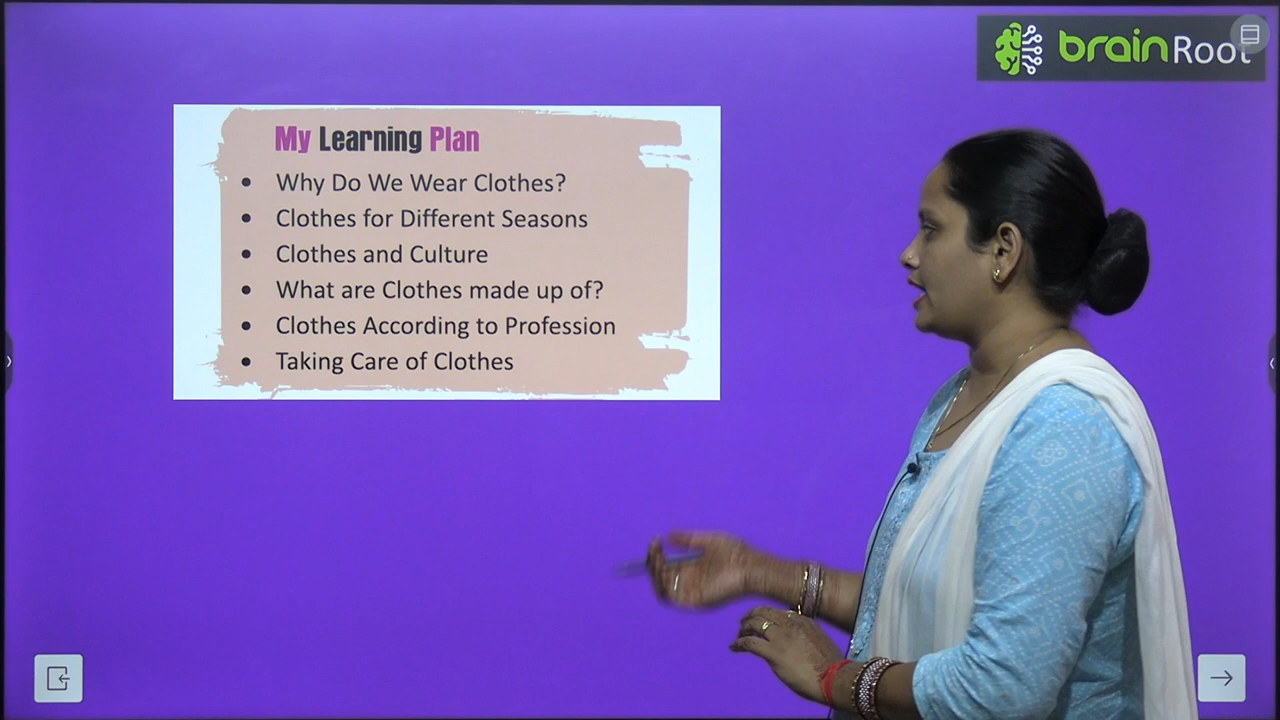 brainRoot
My Learning Plan
• Why Do We Wear Clothes?
• Clothes for Different Seasons
• Clothes and Culture
• What are Clothes made up of?
• Clothes According to Profession
• Taking Care of Clothes